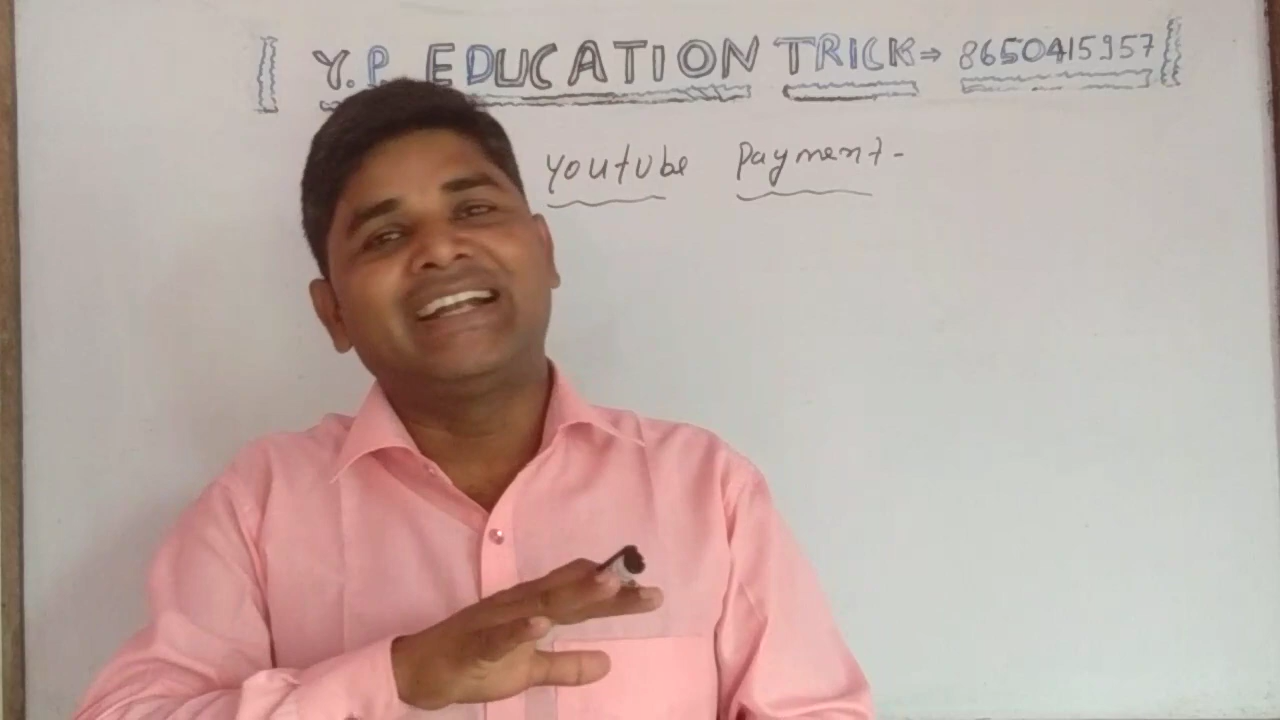 [ Y.P EDUCATION TRICK⇒ 8650415957 ]
Youtube Payment-